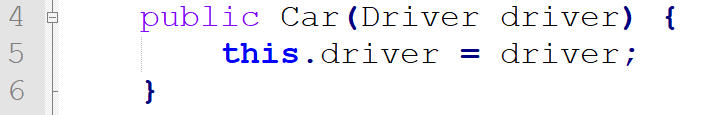 4 public Car(Driver driver) {
5 this.driver = driver;
6 }